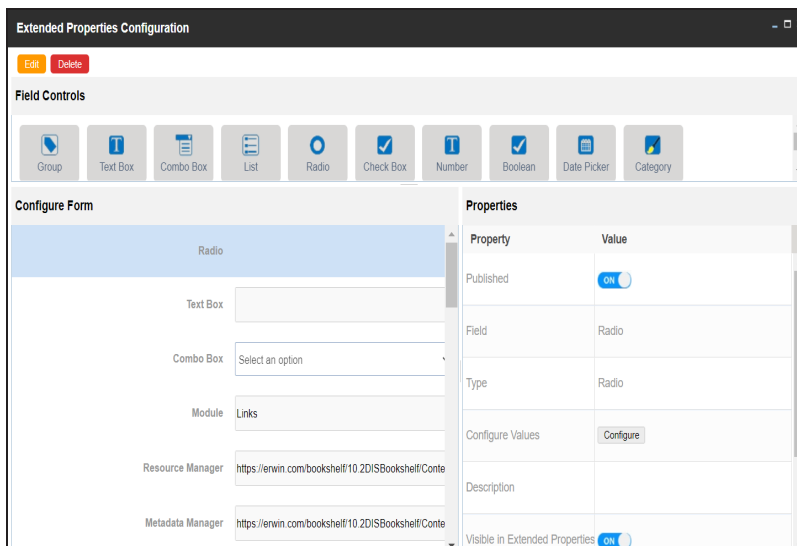 Extended Properties Configuration
Edit Delete
Field Controls
Group Text Box Combo Box List Radio Check Box Number Boolean Date Picker Category
Configure Form
Radio
Text Box
Combo Box Select an option
Module Links
Resource Manager https://erwin.com/bookshelf/10.2DISBookshelf/Conte
Metadata Manager https://erwin.com/bookshelf/10.2DISBookshelf/Conte
Properties
Property Value
Published ON
Field Radio
Type Radio
Configure Values Configure
Description
Visible in Extended Properties ON